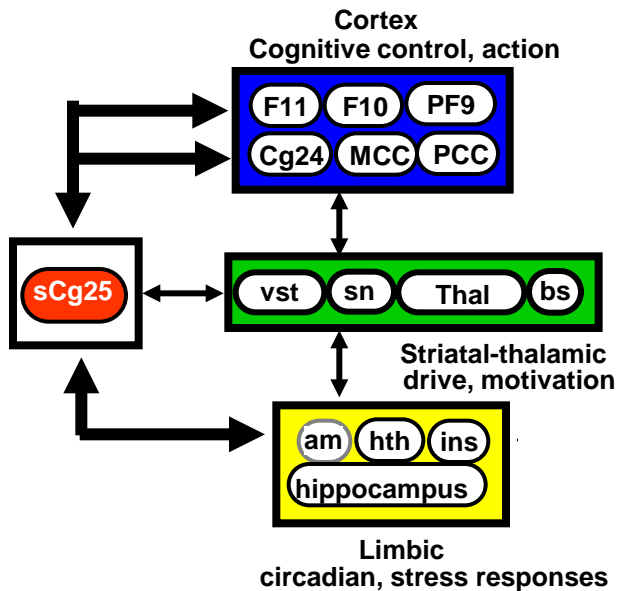 Cortex
Cognitive control, action
F11 F10 PF9
Cg24 MCC PCC
sCg25
vst sn Thal bs
Striatal-thalamic
drive, motivation
am hth ins
hippocampus
Limbic
circadian, stress responses